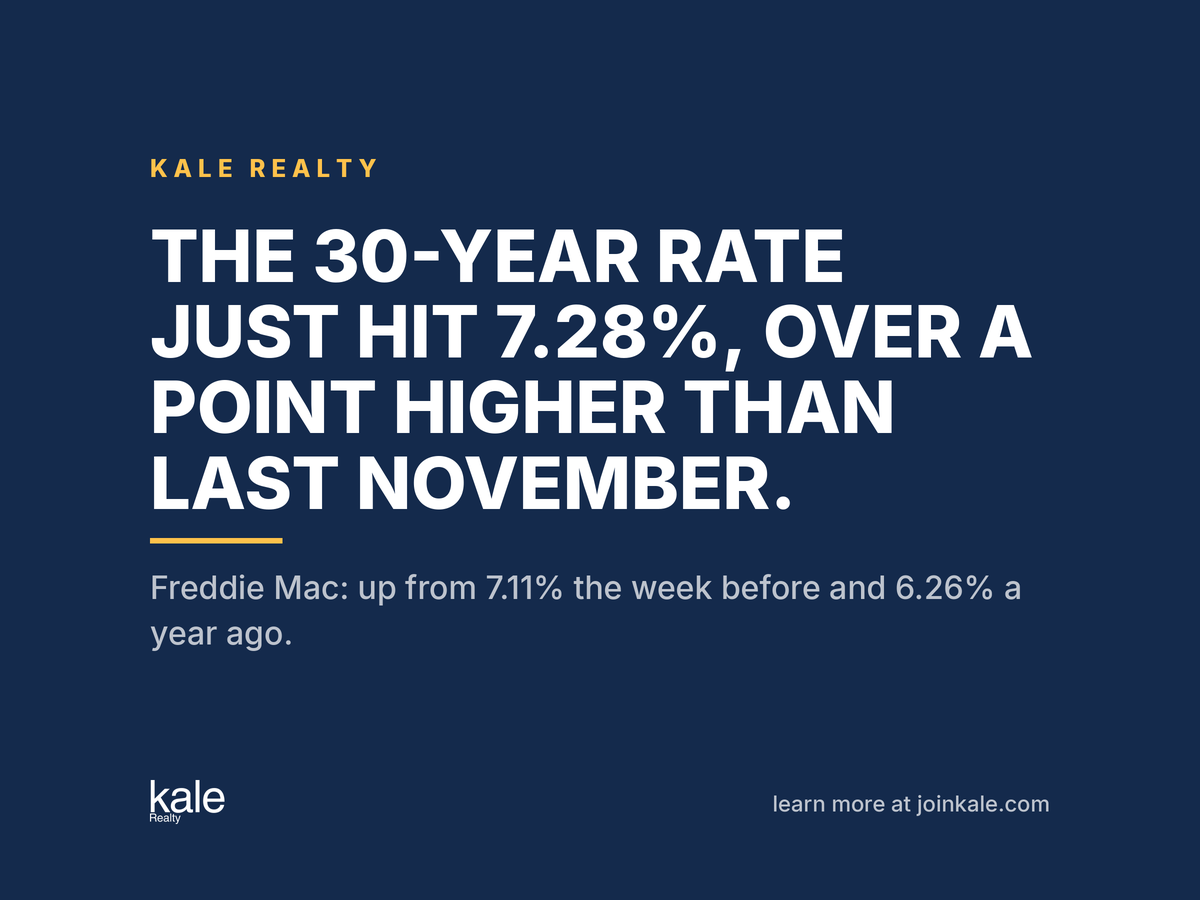 KALE REALTY
THE 30-YEAR RATE
JUST HIT 7.28%, OVER A
POINT HIGHER THAN
LAST NOVEMBER.
Freddie Mac: up from 7.11% the week before and 6.26% a
year ago.
kale
Realty
learn more at joinkale.com